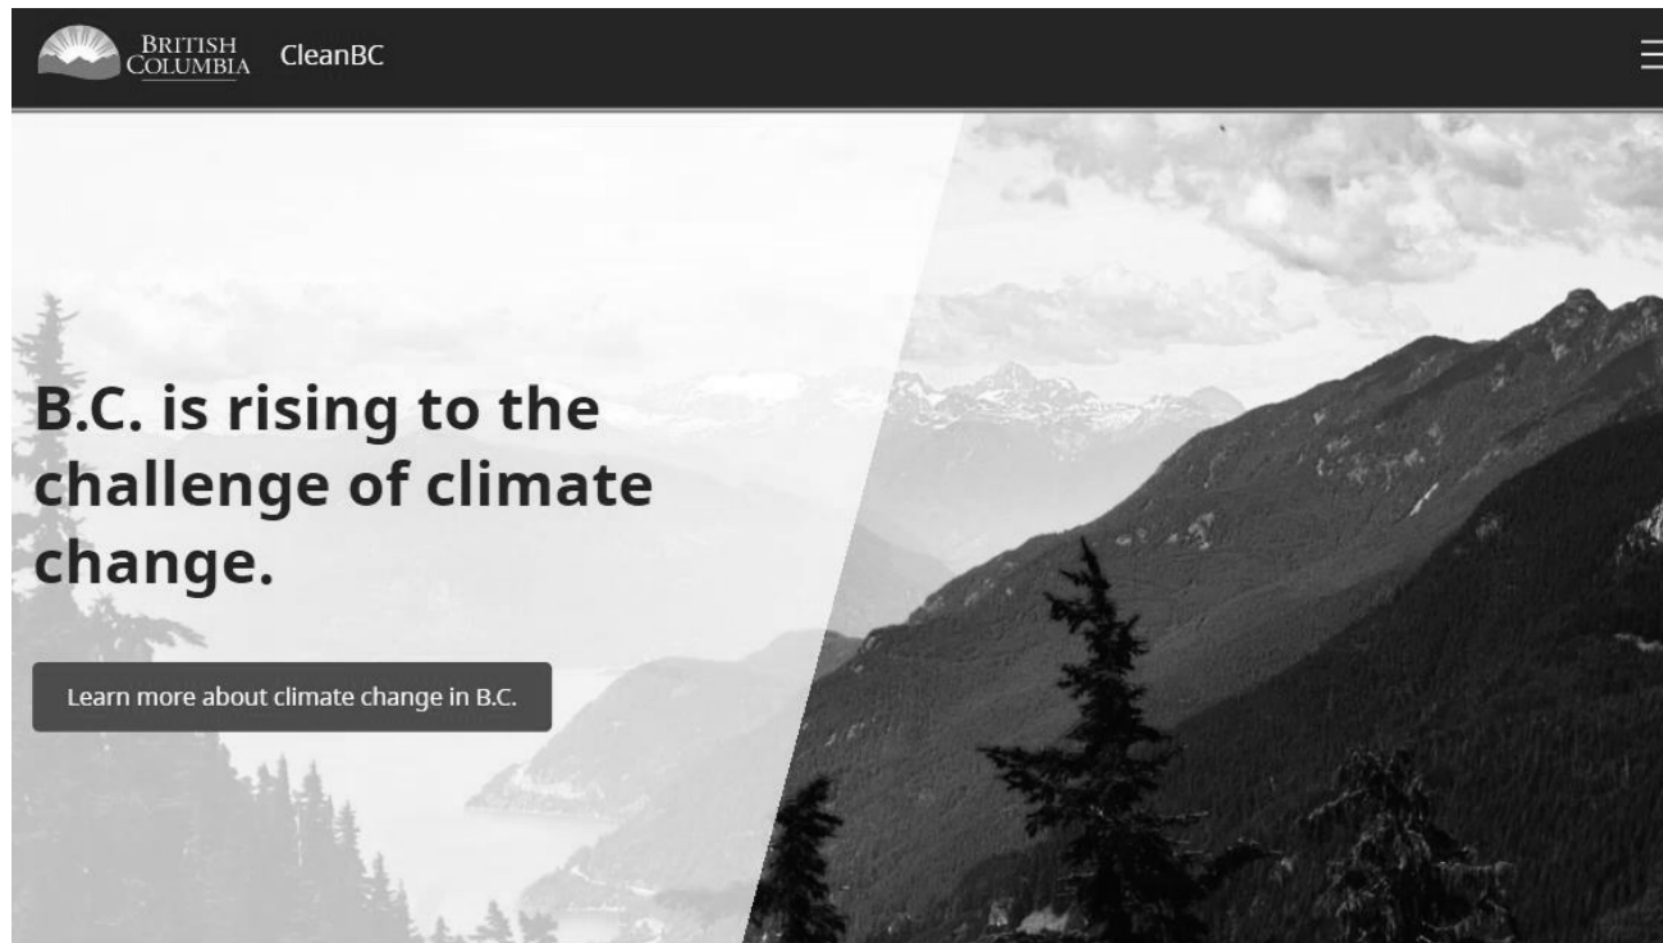 BRITISH
COLUMBIA
CleanBC
B.C. is rising to the
challenge of climate
change.
Learn more about climate change in B.C.